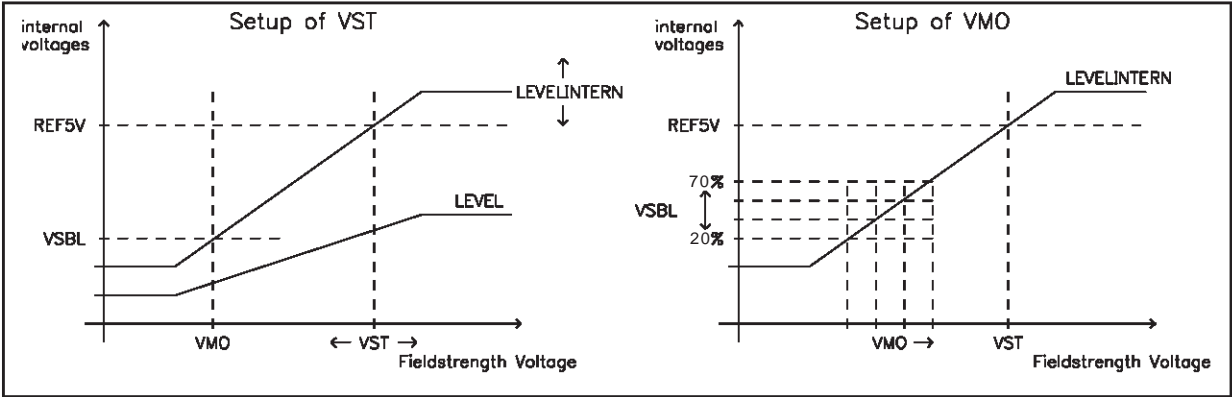 Setup of VST
internal
voltages
LEVELINTERN
REF5V
LEVEL
VSBL
VMO
← VST →
Fieldstrength Voltage
Setup of VMO
internal
voltages
LEVELINTERN
REF5V
70%
VSBL
20%
VMO →
VST
Fieldstrength Voltage